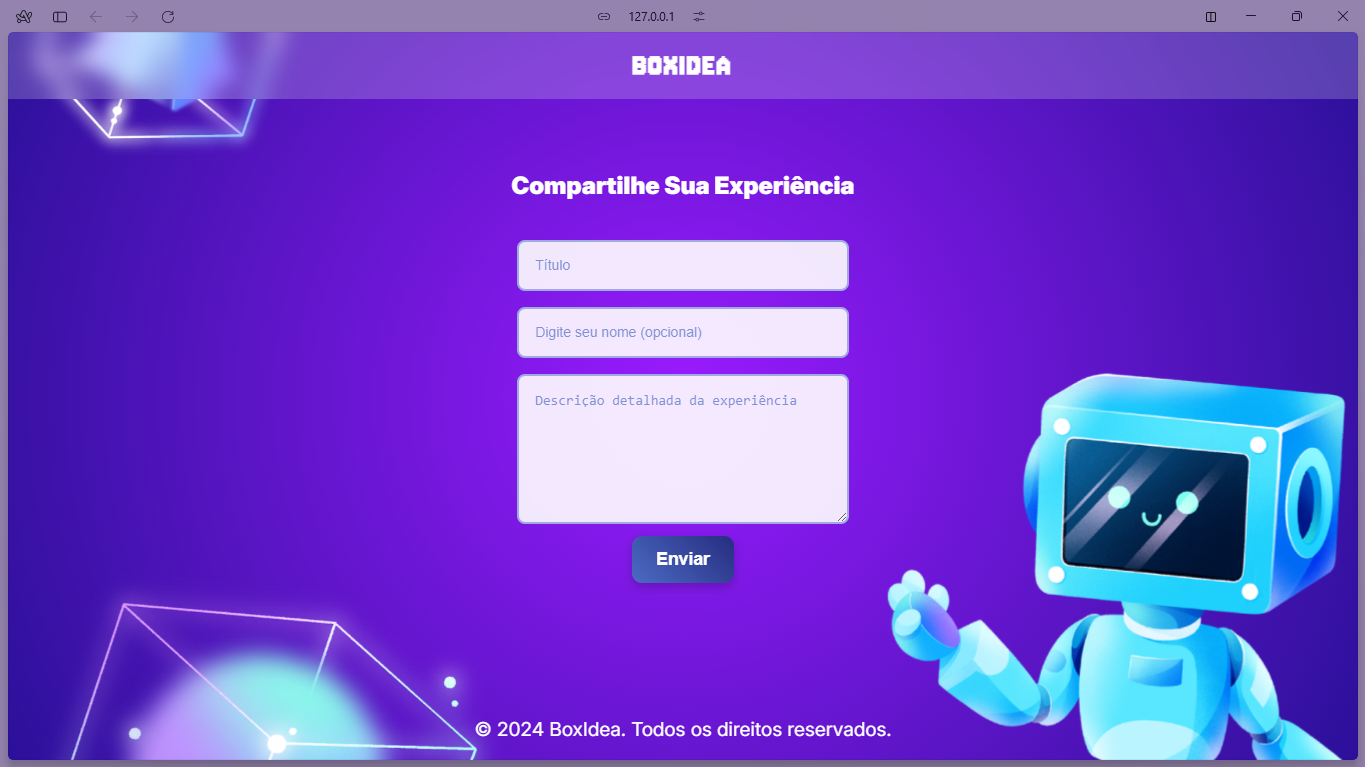 127.0.0.1
BOXIDEA
Compartilhe Sua Experiência
Título
Digite seu nome (opcional)
Descrição detalhada da experiência
Enviar
© 2024 BoxIdea. Todos os direitos reservados.